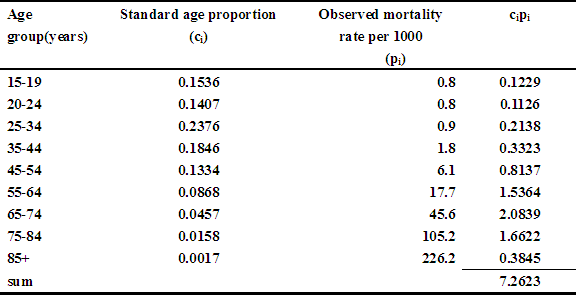 Age Standard age proportion Observed mortality cᵢpᵢ
group(years) (cᵢ) rate per 1000
(pᵢ)
15-19 0.1536 0.8 0.1229
20-24 0.1407 0.8 0.1126
25-34 0.2376 0.9 0.2138
35-44 0.1846 1.8 0.3323
45-54 0.1334 6.1 0.8137
55-64 0.0868 17.7 1.5364
65-74 0.0457 45.6 2.0839
75-84 0.0158 105.2 1.6622
85+ 0.0017 226.2 0.3845
sum 7.2623